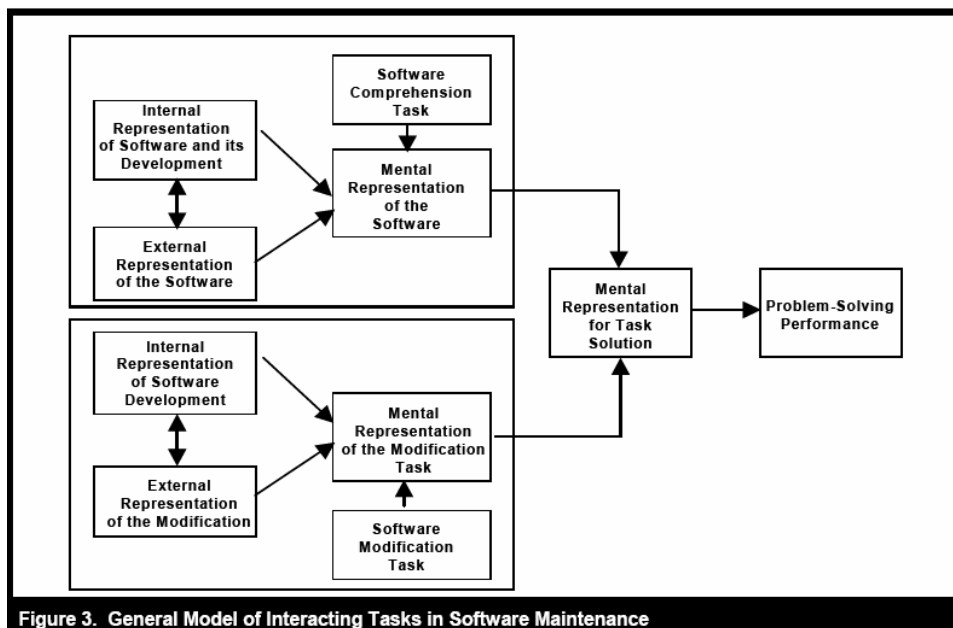 Software
Comprehension
Task
Internal
Representation
of Software and its
Development
Mental
Representation
of the
Software
External
Representation
of the Software
Mental
Representation
for Task
Solution
Problem-Solving
Performance
Internal
Representation
of Software
Development
Mental
Representation
of the Modification
Task
External
Representation
of the Modification
Software
Modification
Task
Figure 3. General Model of Interacting Tasks in Software Maintenance